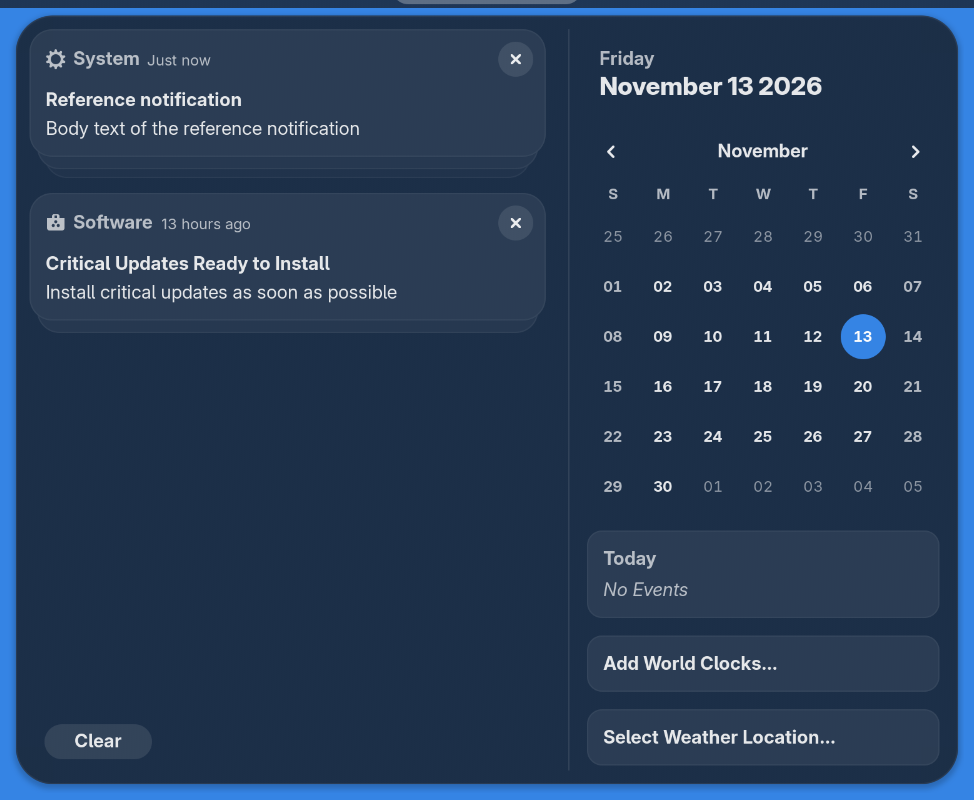 System Just now
Reference notification
Body text of the reference notification
Software 13 hours ago
Critical Updates Ready to Install
Install critical updates as soon as possible
Clear
Friday
November 13 2026
November
S M T W T F S
25 26 27 28 29 30 31
01 02 03 04 05 06 07
08 09 10 11 12 13 14
15 16 17 18 19 20 21
22 23 24 25 26 27 28
29 30 01 02 03 04 05
Today
No Events
Add World Clocks…
Select Weather Location…